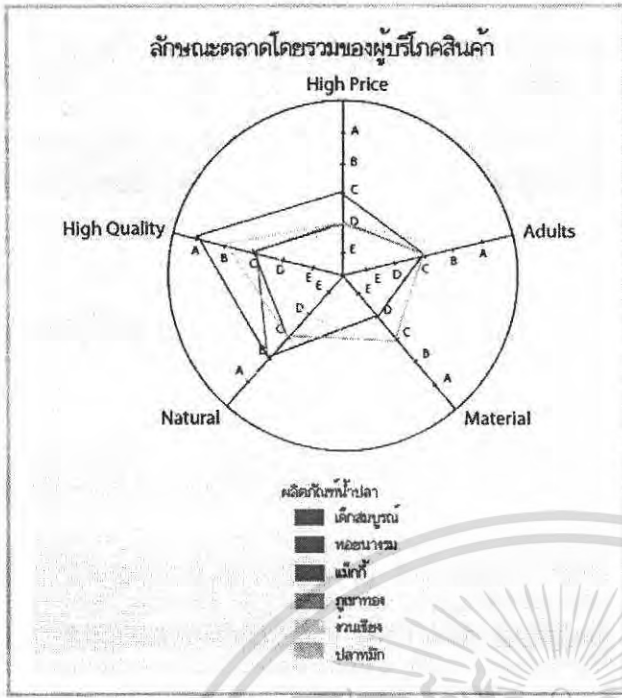 ลักษณะตลาดโดยรวมของผู้บริโภคสินค้า
High Price
A
B
C
D
E
High Quality
A
B
C
D
E
Adults
E
D
C
B
A
Natural
E
D
C
B
A
Material
E
D
C
B
A
ผลิตภัณฑ์น้ำปลา
เด็กสมบูรณ์
หอยนางรม
แม็กกี้
ภูเขาทอง
ง่วนเชียง
ปลาหมึก